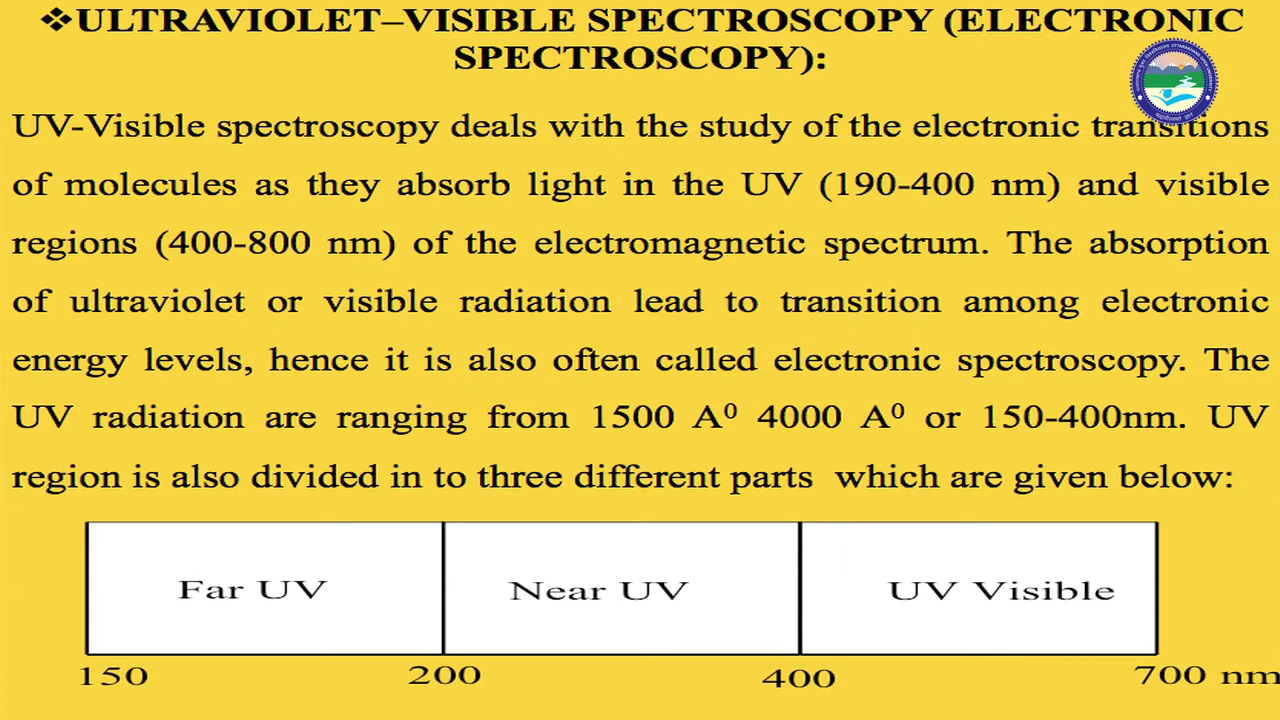 ❖ULTRAVIOLET–VISIBLE SPECTROSCOPY (ELECTRONIC
SPECTROSCOPY):
UV-Visible spectroscopy deals with the study of the electronic transitions
of molecules as they absorb light in the UV (190-400 nm) and visible
regions (400-800 nm) of the electromagnetic spectrum. The absorption
of ultraviolet or visible radiation lead to transition among electronic
energy levels, hence it is also often called electronic spectroscopy. The
UV radiation are ranging from 1500 A⁰ 4000 A⁰ or 150-400nm. UV
region is also divided in to three different parts which are given below:
Far UV Near UV UV Visible
150 200 400 700 nm